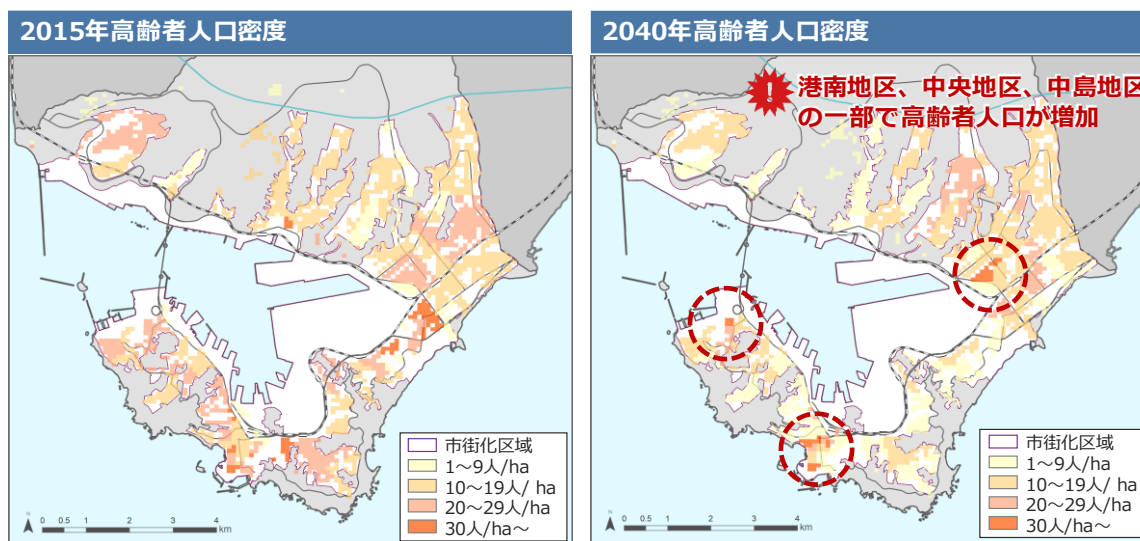 2015年高齢者人口密度
市街化区域
1～9人/ha
10～19人/ ha
20～29人/ha
30人/ha～
N
0 0.5 1 2 3 4
km
2040年高齢者人口密度
! 港南地区、中央地区、中島地区
の一部で高齢者人口が増加
市街化区域
1～9人/ha
10～19人/ ha
20～29人/ha
30人/ha～
N
0 0.5 1 2 3 4
km